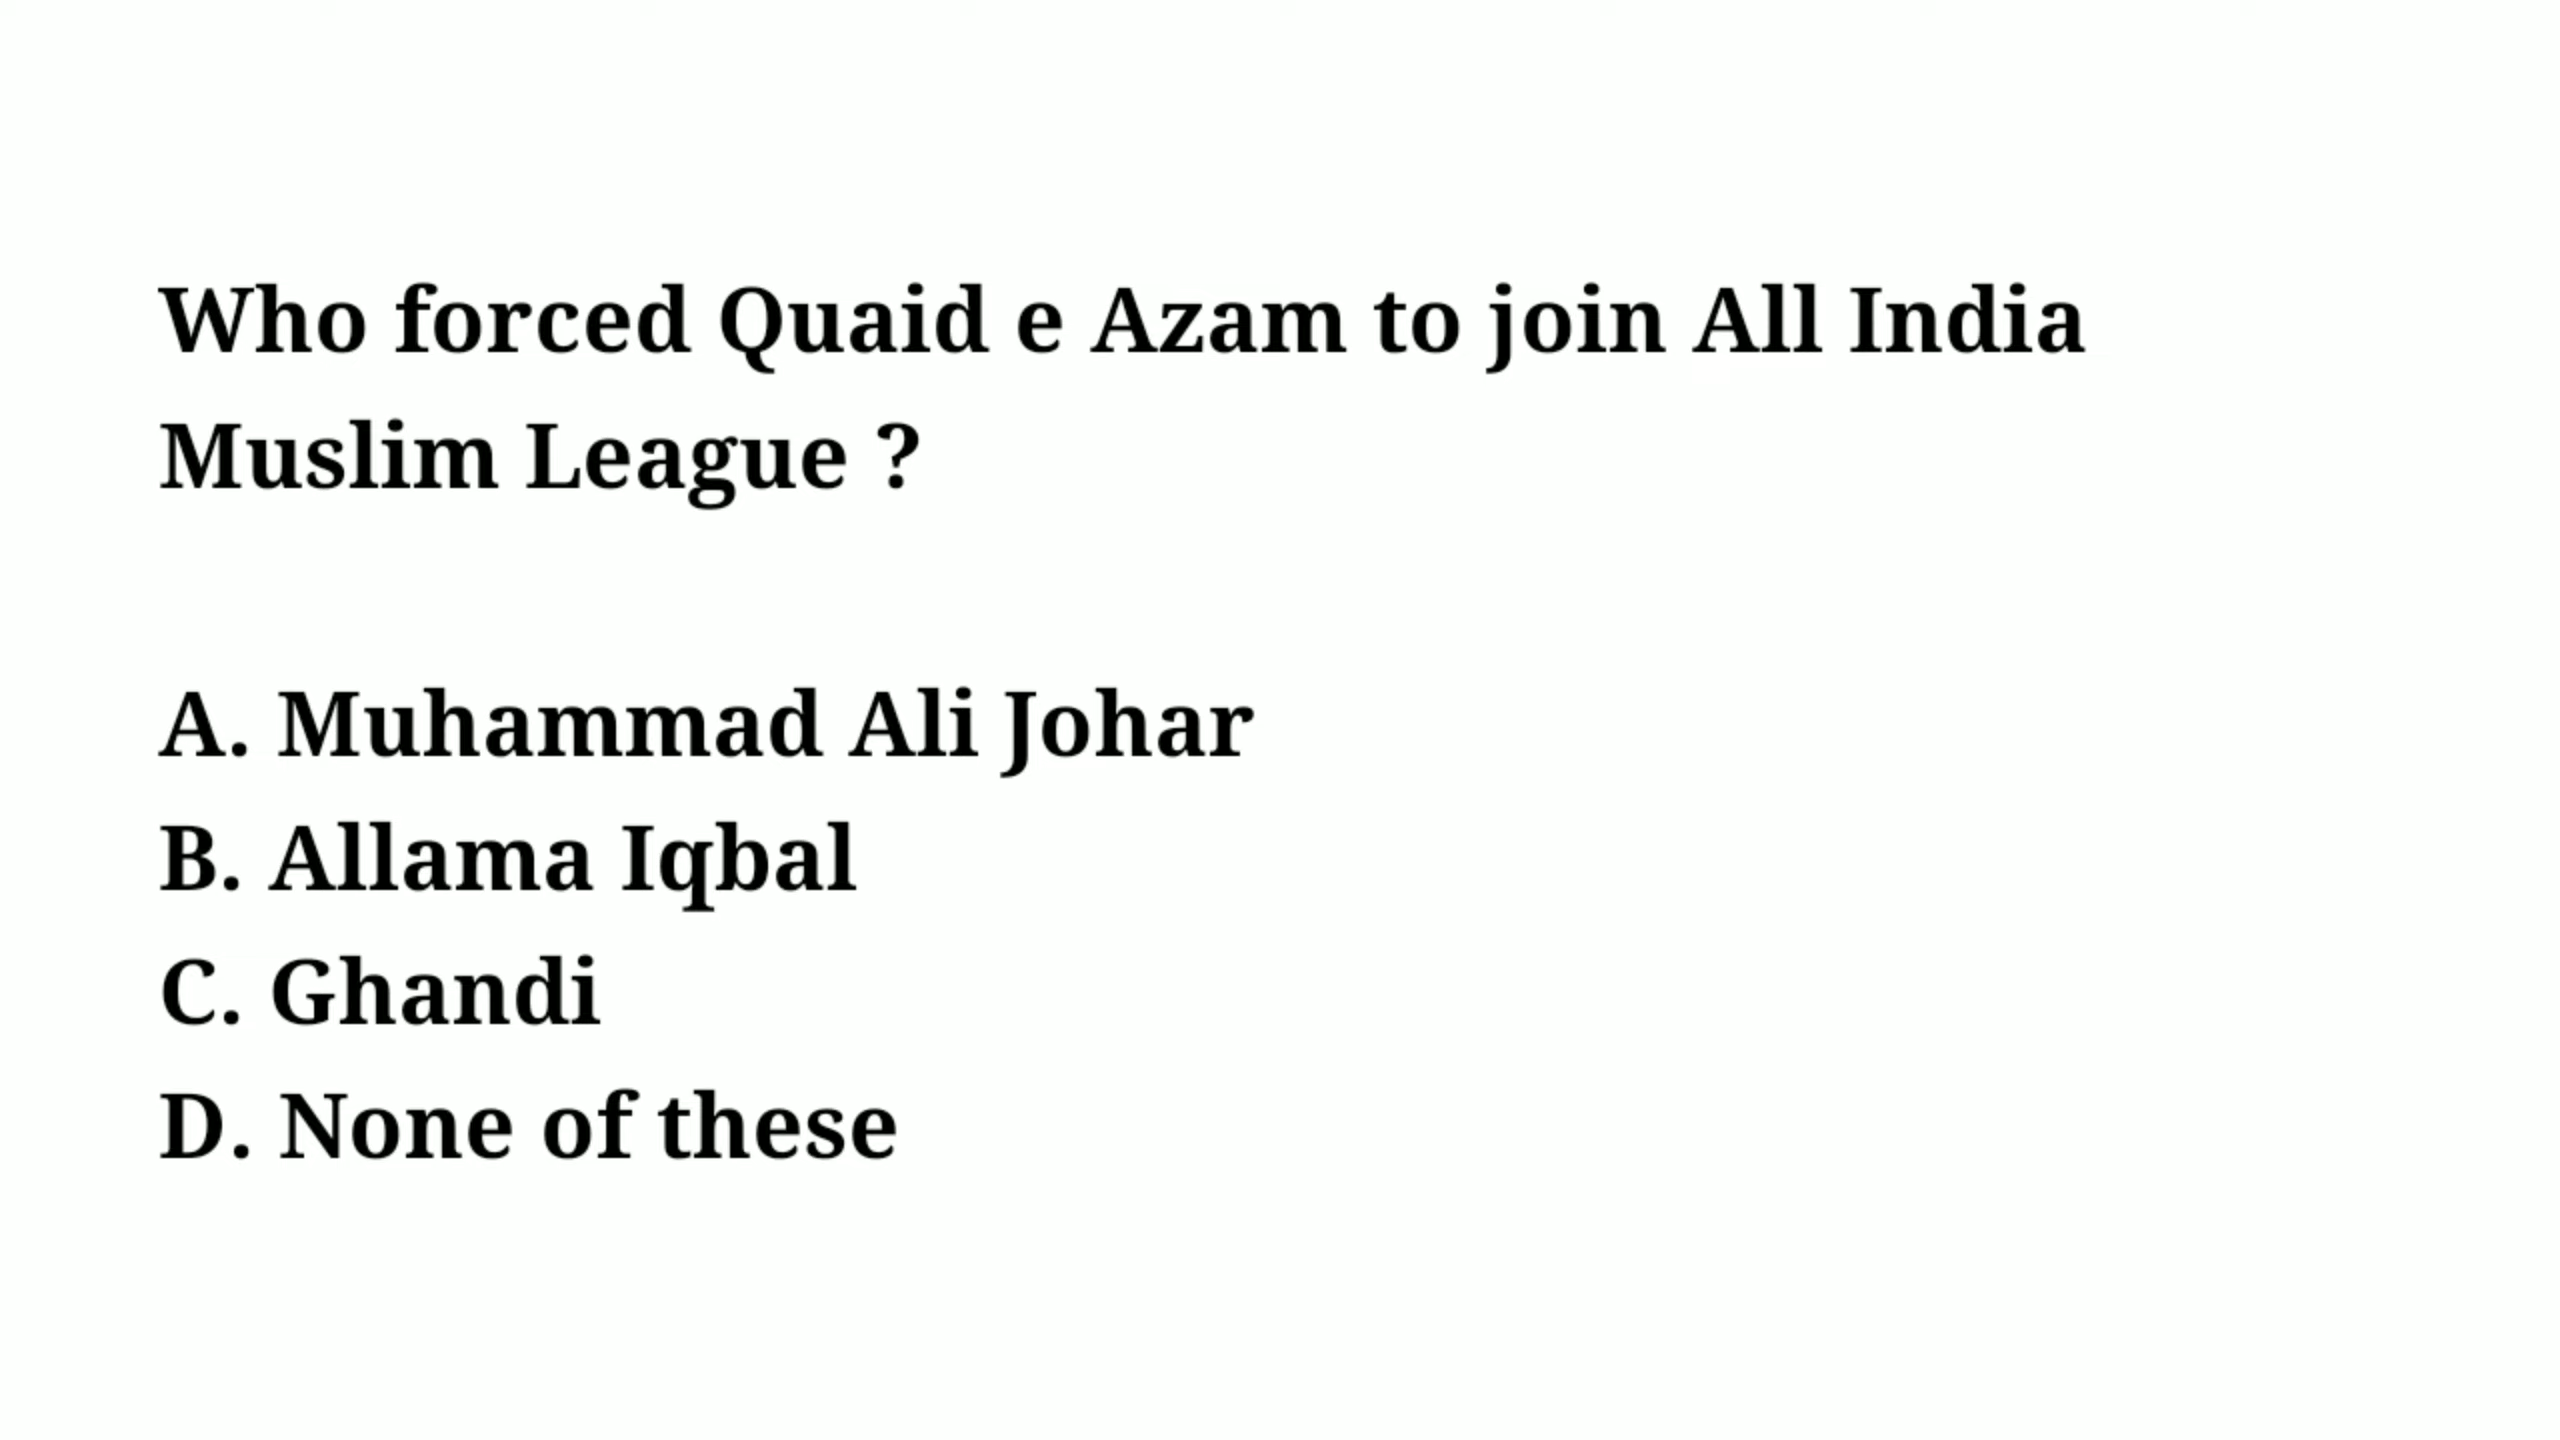 Who forced Quaid e Azam to join All India
Muslim League ?
A. Muhammad Ali Johar
B. Allama Iqbal
C. Ghandi
D. None of these